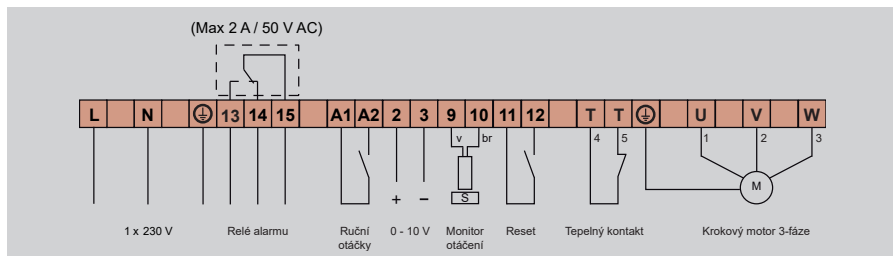 (Max 2 A / 50 V AC)
L N 13 14 15 A1 A2 2 3 9 10 11 12 T T U V W
v br 4 5 1 2 3
M
+ − S
1 x 230 V Relé alarmu Ruční otáčky 0 - 10 V Monitor otáčení Reset Tepelný kontakt Krokový motor 3-fáze